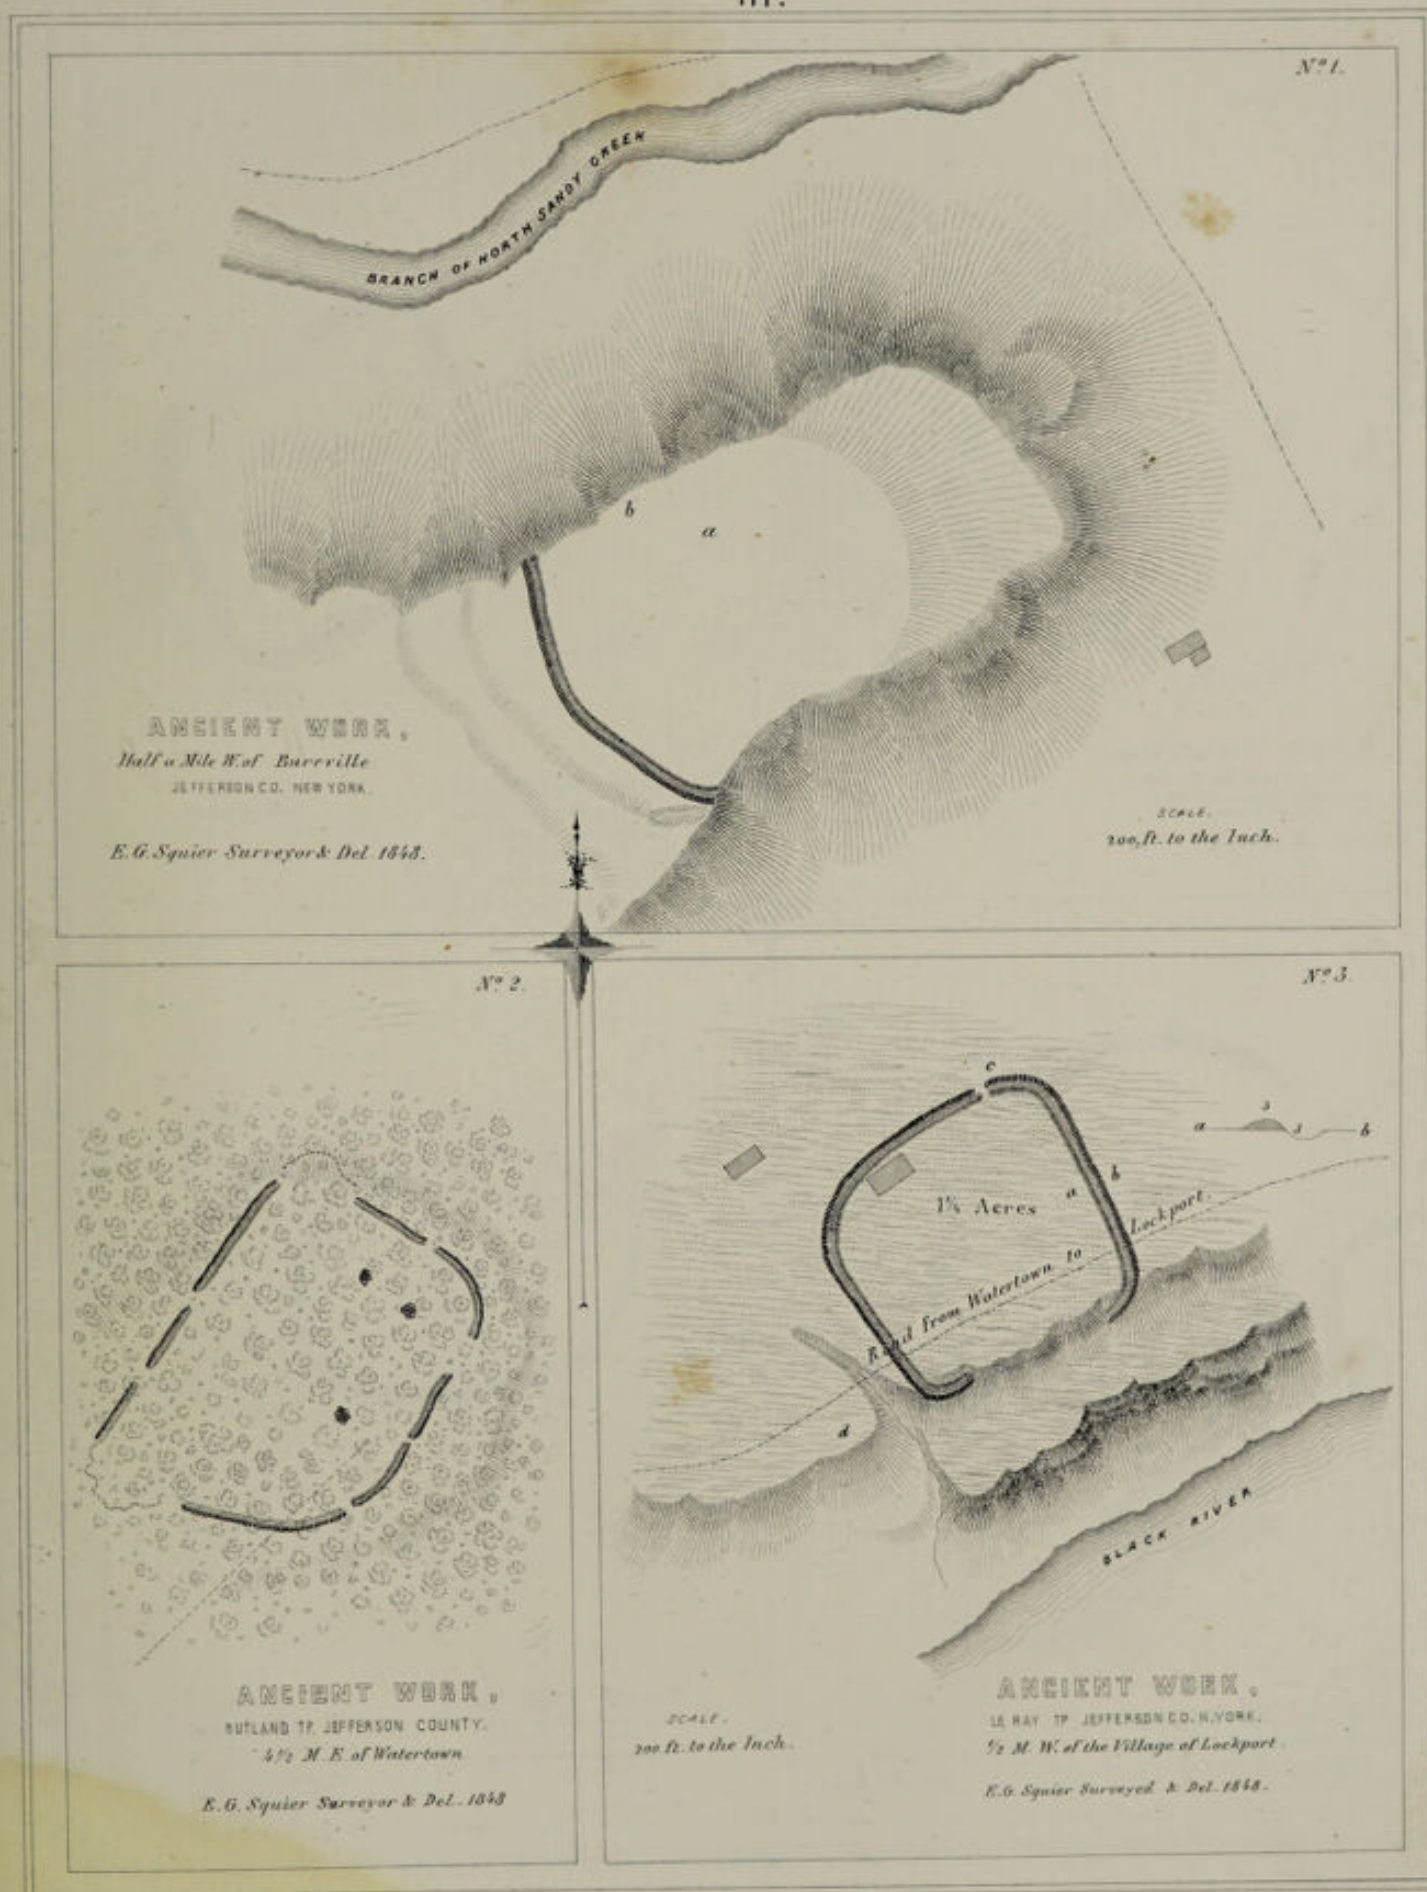 III.
Nº 1.
BRANCH OF NORTH SANDY CREEK
b
a
ANCIENT WORK,
Half a Mile W. of Burrville
JEFFERSON CO. NEW YORK.
E.G. Squier Surveyor & Del. 1848.
SCALE.
200, ft. to the Inch.
Nº 2.
ANCIENT WORK,
RUTLAND TP. JEFFERSON COUNTY.
4½ M. E. of Watertown
E.G. Squier Surveyor & Del. 1848
Nº 3.
c
a
b
b
a
Acres
Road from Watertown to Lockport.
d
BLACK RIVER
SCALE.
200 ft. to the Inch.
ANCIENT WORK,
LE RAY TP JEFFERSON CO. N. YORK.
½ M. W. of the Village of Lockport
E.G. Squier Surveyed & Del. 1848.